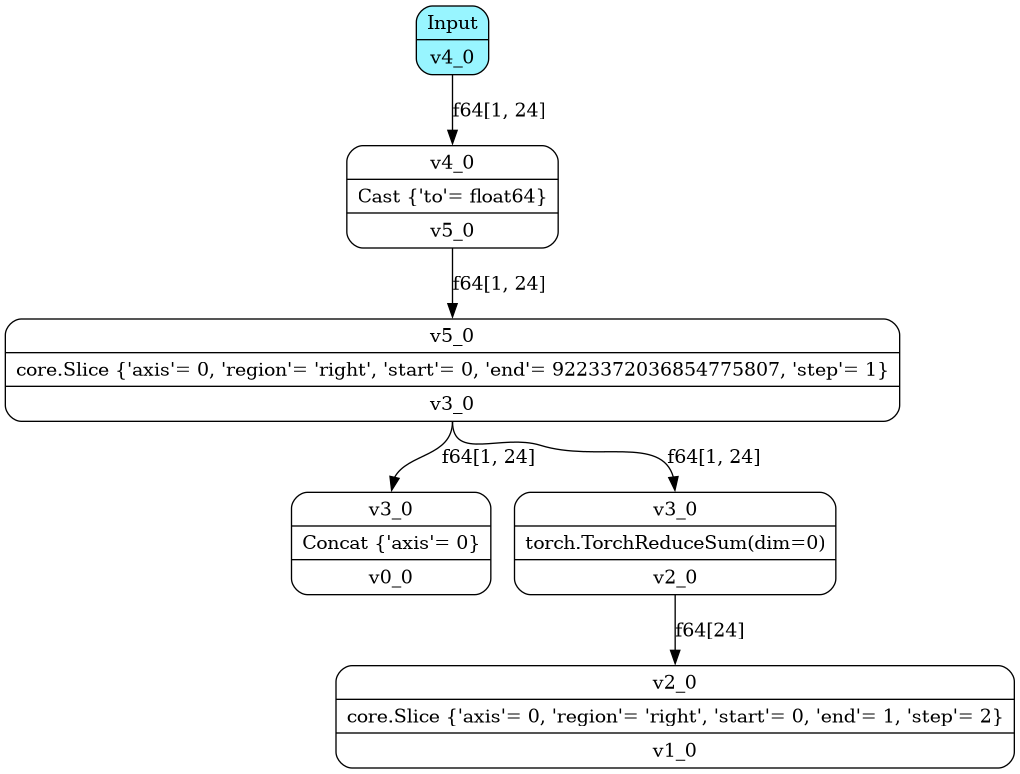 Input
v4_0
f64[1, 24]
v4_0
Cast {'to'= float64}
v5_0
f64[1, 24]
v5_0
core.Slice {'axis'= 0, 'region'= 'right', 'start'= 0, 'end'= 9223372036854775807, 'step'= 1}
v3_0
f64[1, 24]
f64[1, 24]
v3_0
Concat {'axis'= 0}
v0_0
v3_0
torch.TorchReduceSum(dim=0)
v2_0
f64[24]
v2_0
core.Slice {'axis'= 0, 'region'= 'right', 'start'= 0, 'end'= 1, 'step'= 2}
v1_0